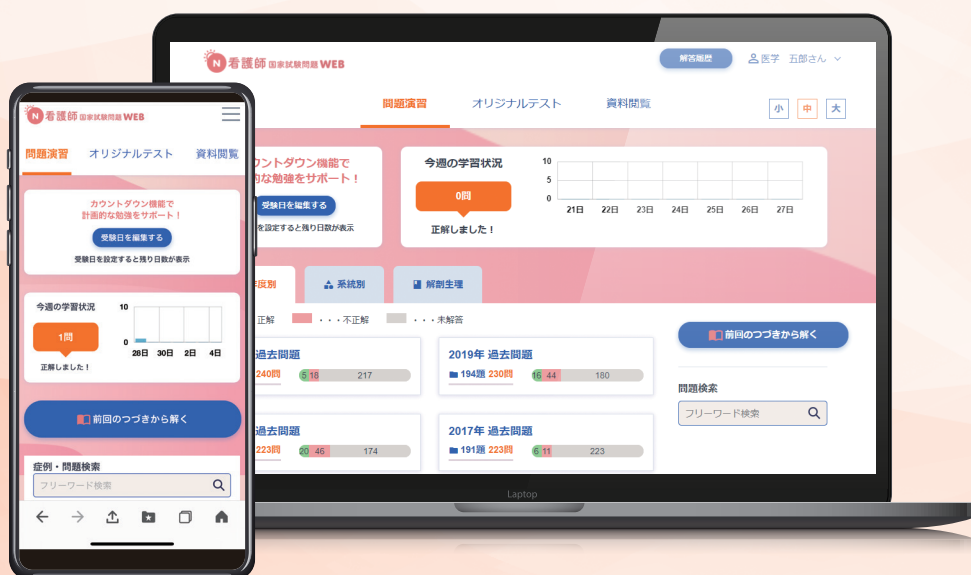 N 看護師 国家試験問題 WEB
問題演習 オリジナルテスト 資料閲覧
カウントダウン機能で
計画的な勉強をサポート！
受験日を編集する
受験日を設定すると残り日数が表示
今週の学習状況
1問
正解しました！
10
0
28日 30日 2日 4日
前回のつづきから解く
症例・問題検索
フリーワード検索
N 看護師 国家試験問題 WEB
解答履歴
医学 五郎さん
問題演習 オリジナルテスト 資料閲覧
小 中 大
ウントダウン機能で
的な勉強をサポート！
受験日を編集する
を設定すると残り日数が表示
今週の学習状況
0問
正解しました！
10
5
0
21日 22日 23日 24日 25日 26日 27日
度別 系統別 解剖生理
正解 ・・・不正解 ・・・未解答
過去問題
240問 5 18 217
2019年 過去問題
194題 230問 16 44 180
過去問題
223問 20 46 174
2017年 過去問題
191題 223問 6 11 223
前回のつづきから解く
問題検索
フリーワード検索
Laptop